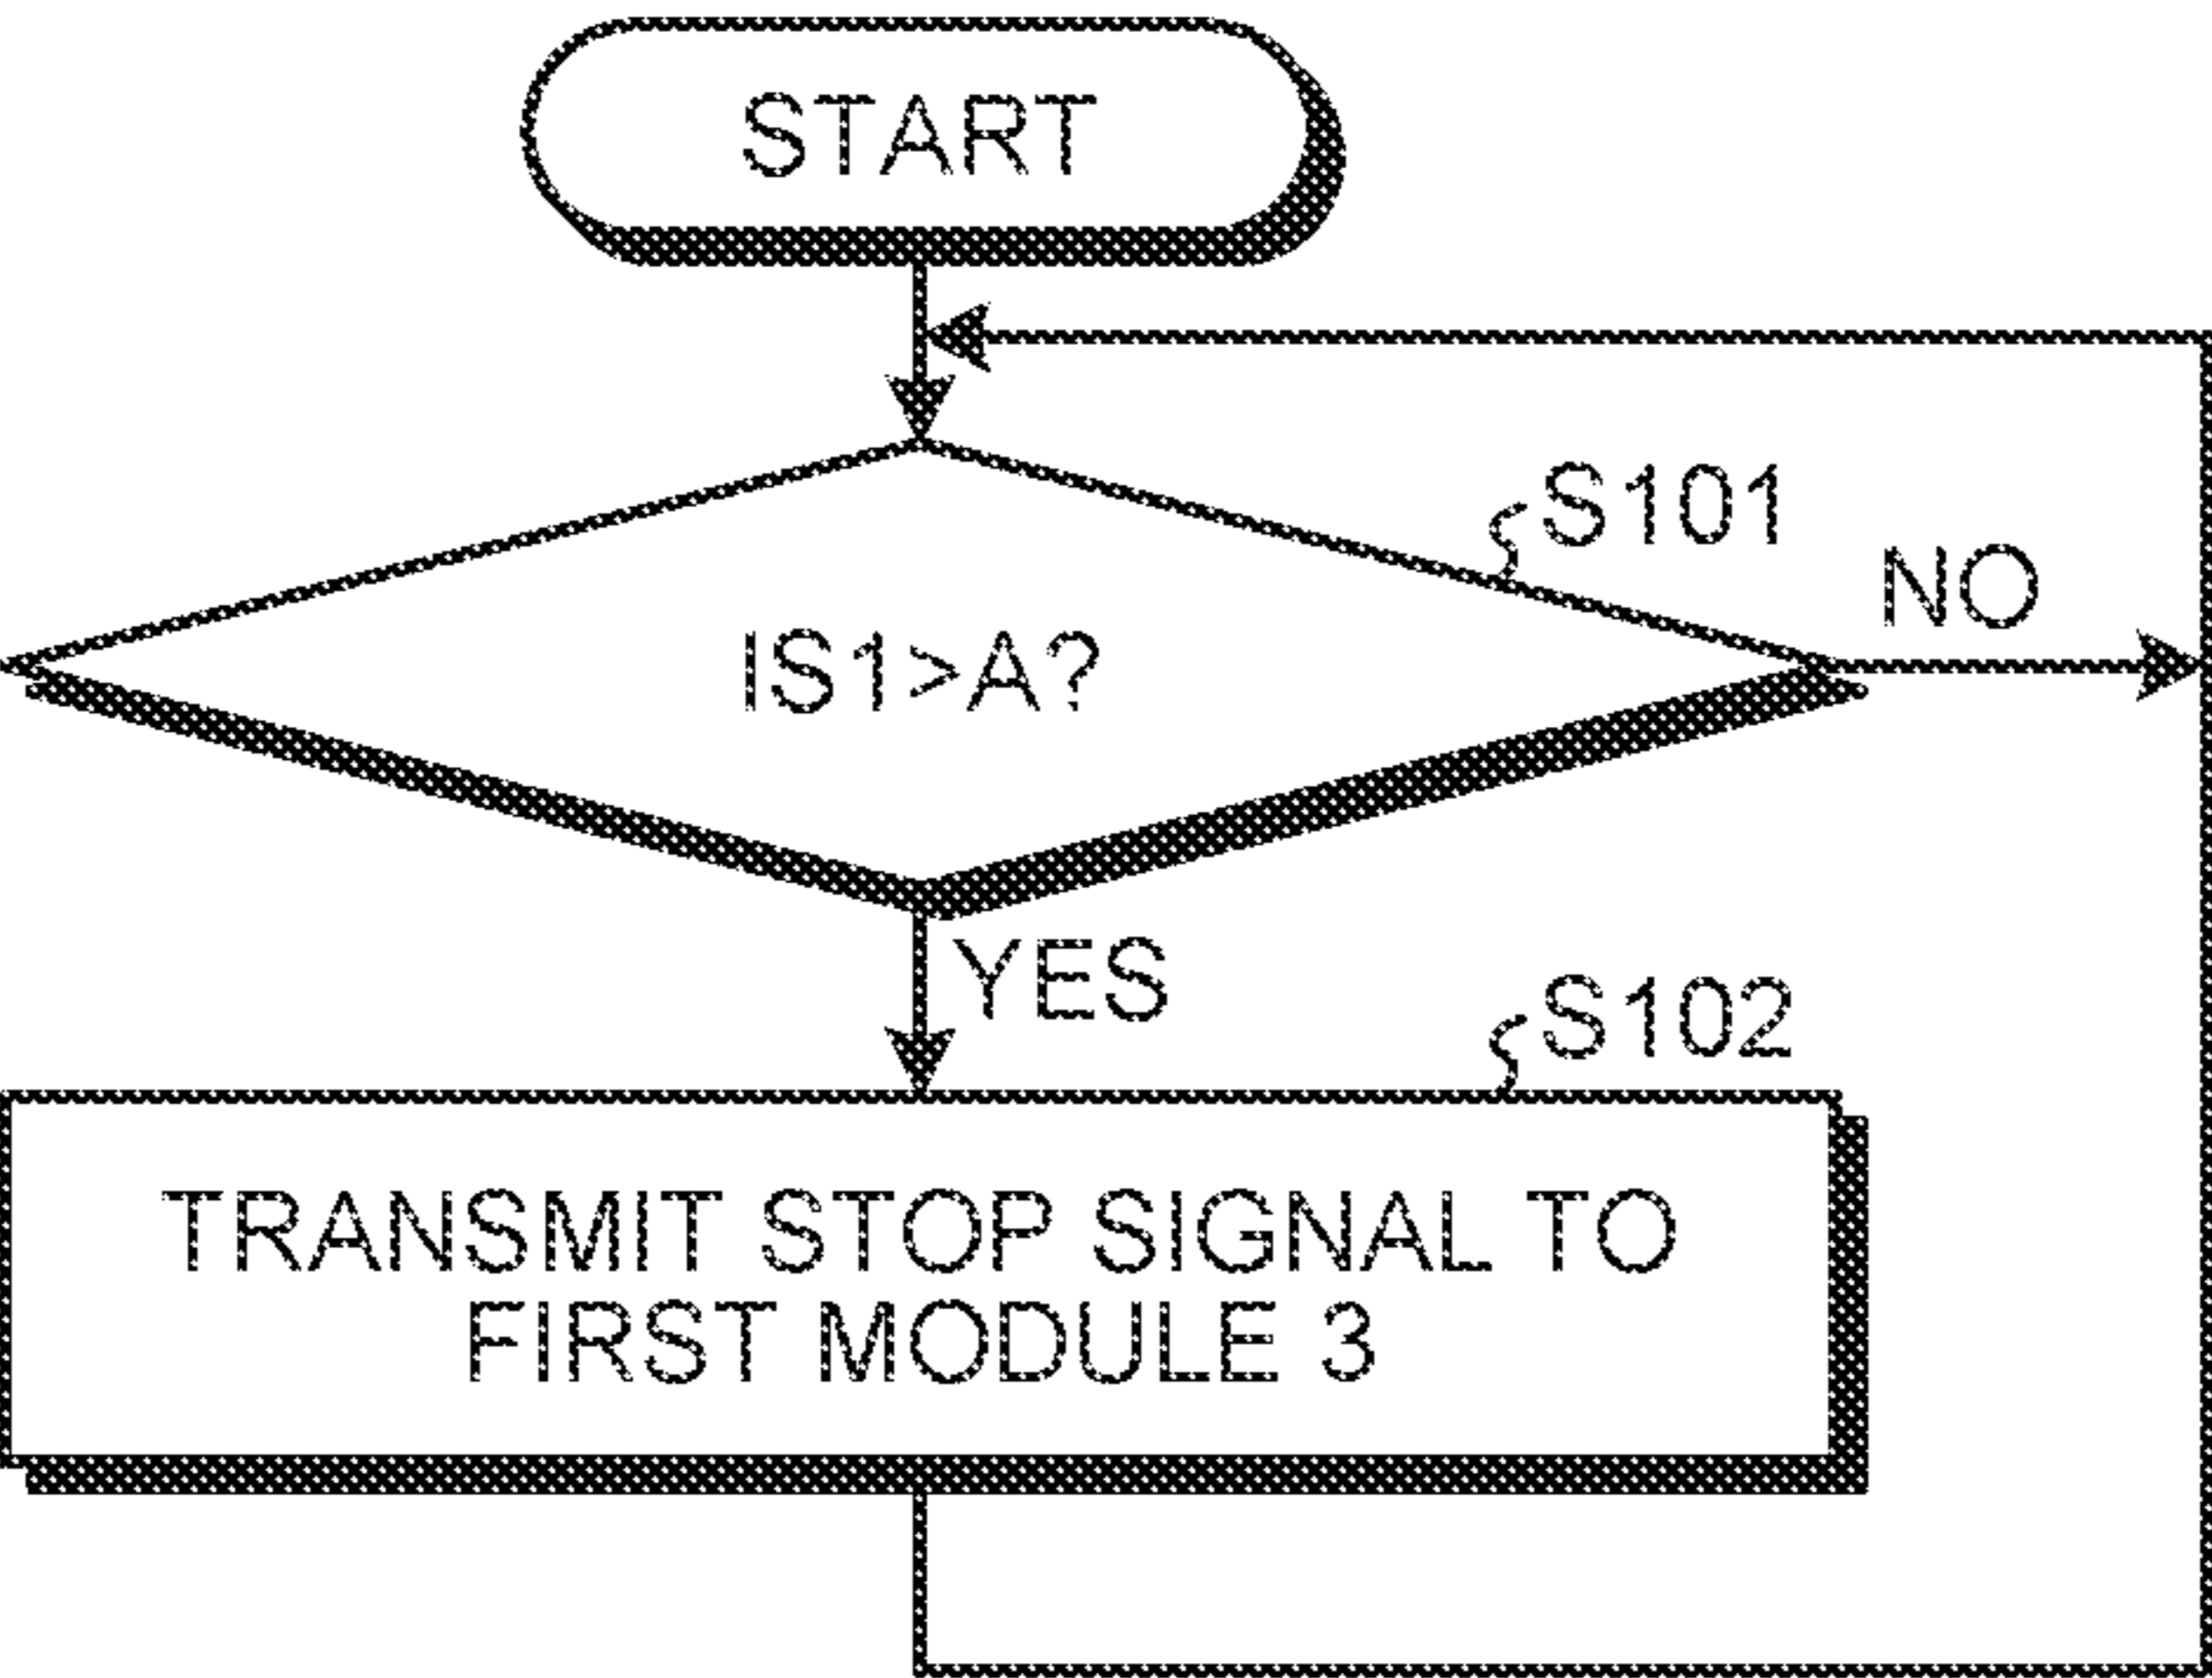 START
S101
NO
IS1>A?
YES
S102
TRANSMIT STOP SIGNAL TO
FIRST MODULE 3